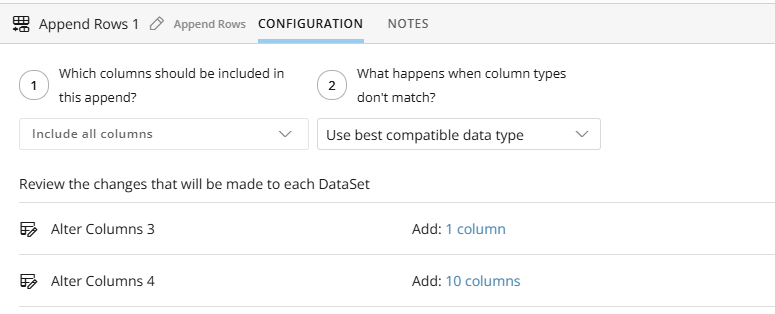 Append Rows 1 Append Rows CONFIGURATION NOTES
1 Which columns should be included in this append?
2 What happens when column types don't match?
Include all columns
Use best compatible data type
Review the changes that will be made to each DataSet
Alter Columns 3 Add: 1 column
Alter Columns 4 Add: 10 columns